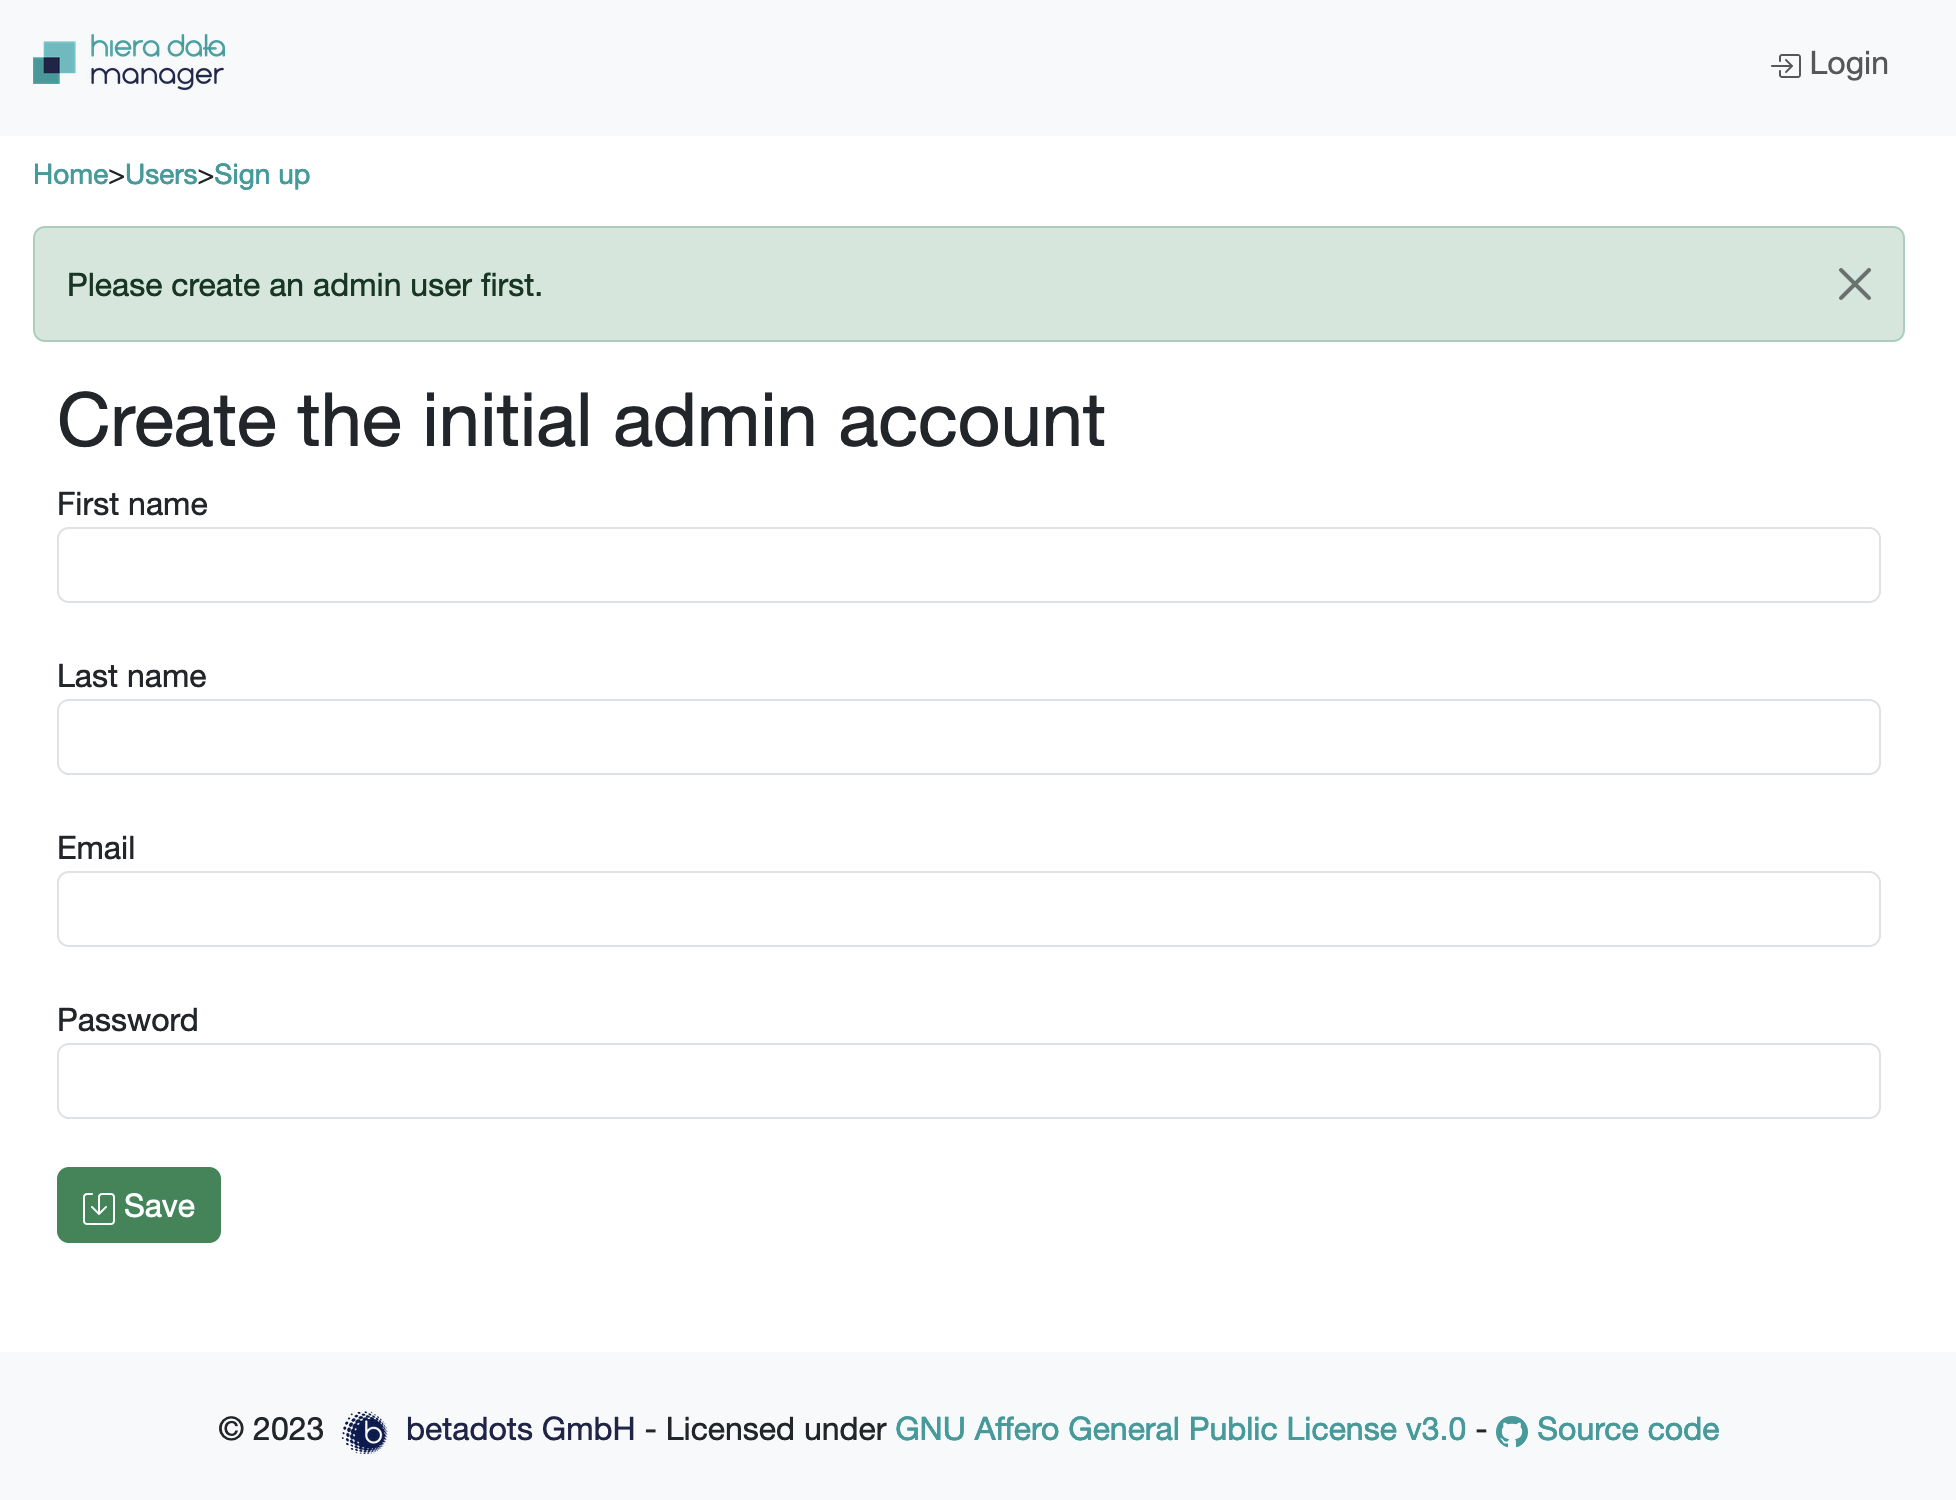 hiera data
manager
Login
Home>Users>Sign up
Please create an admin user first.
Create the initial admin account
First name
Last name
Email
Password
Save
© 2023 b betadots GmbH - Licensed under GNU Affero General Public License v3.0 - Source code